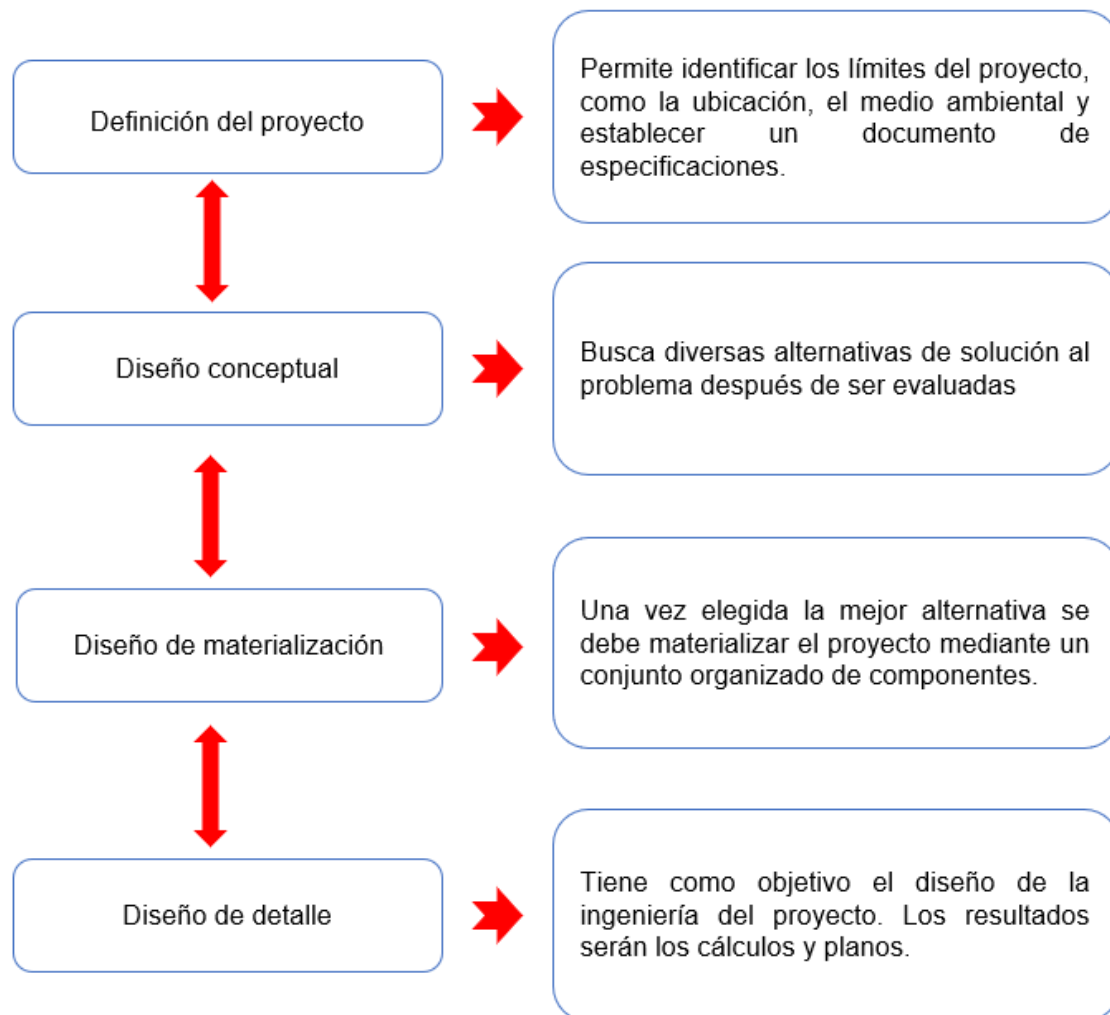 Definición del proyecto
Permite identificar los límites del proyecto,
como la ubicación, el medio ambiental y
establecer un documento de
especificaciones.
Diseño conceptual
Busca diversas alternativas de solución al
problema después de ser evaluadas
Diseño de materialización
Una vez elegida la mejor alternativa se
debe materializar el proyecto mediante un
conjunto organizado de componentes.
Diseño de detalle
Tiene como objetivo el diseño de la
ingeniería del proyecto. Los resultados
serán los cálculos y planos.